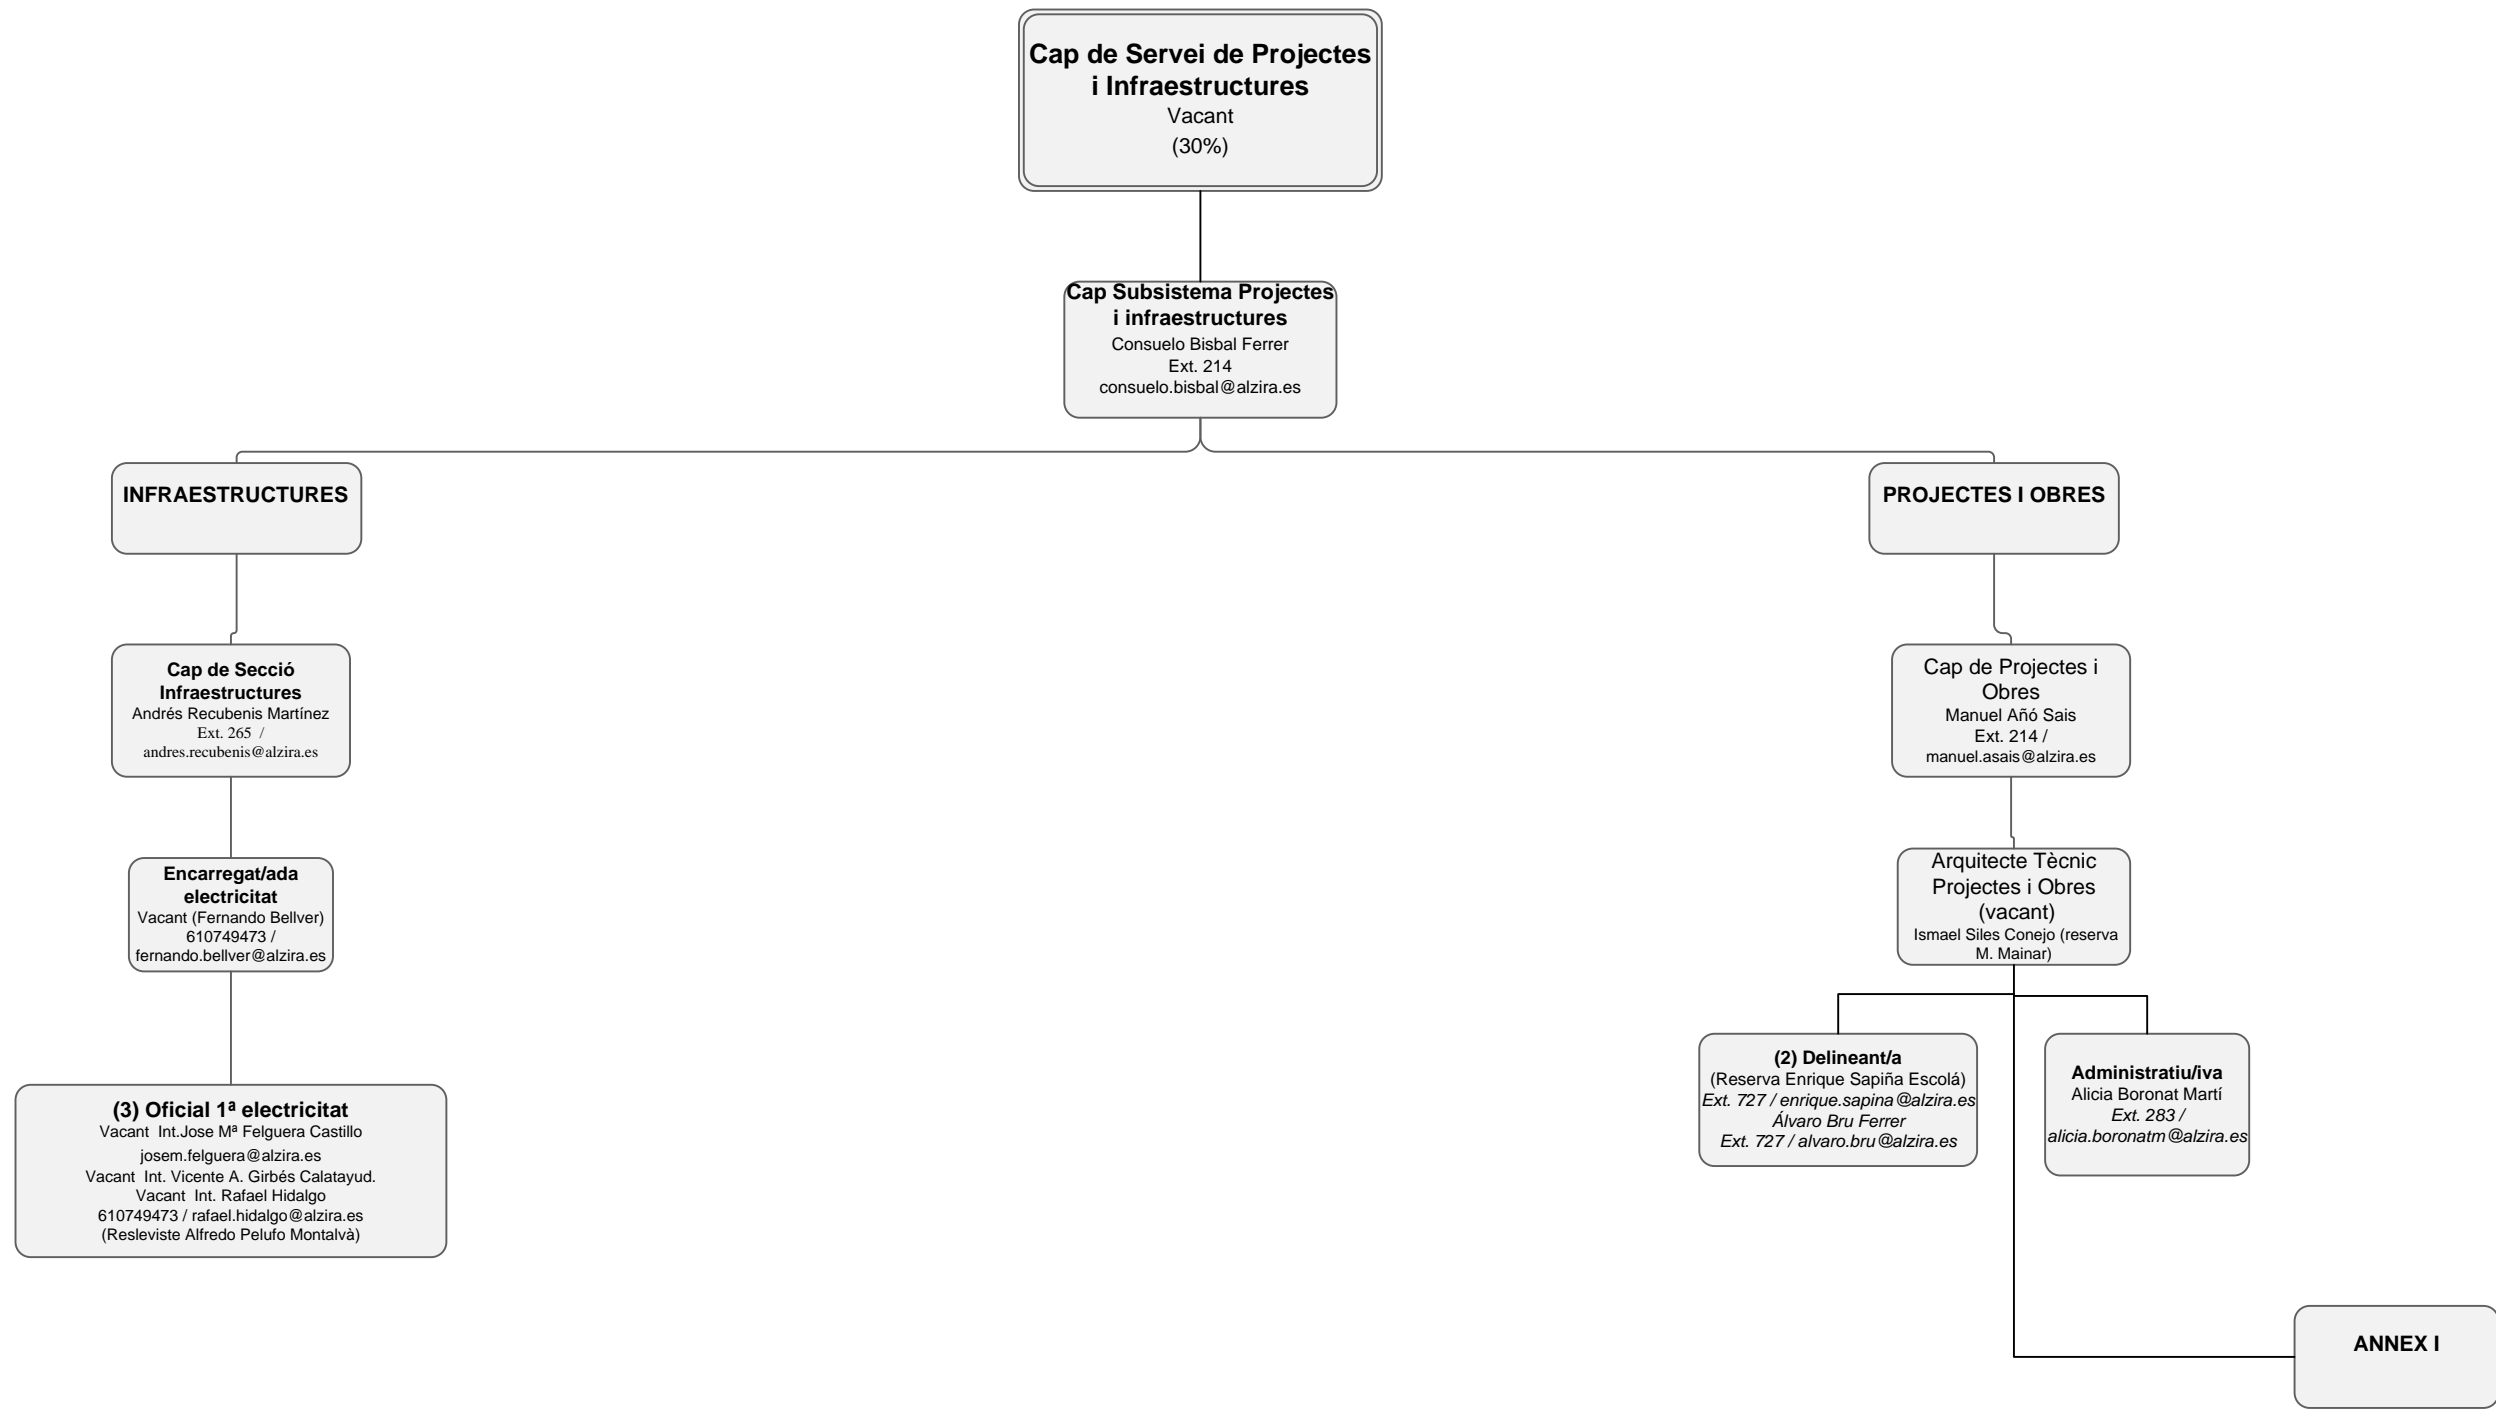 Cap de Servei de Projectes
i Infraestructures
Vacant
(30%)
Cap Subsistema Projectes
i infraestructures
Consuelo Bisbal Ferrer
Ext. 214
consuelo.bisbal@alzira.es
INFRAESTRUCTURES
PROJECTES I OBRES
Cap de Secció
Infraestructures
Andrés Recubenis Martínez
Ext. 265 /
andres.recubenis@alzira.es
Cap de Projectes i
Obres
Manuel Añó Sais
Ext. 214 /
manuel.asais@alzira.es
Encarregat/ada
electricitat
Vacant (Fernando Bellver)
610749473 /
fernando.bellver@alzira.es
Arquitecte Tècnic
Projectes i Obres
(vacant)
Ismael Siles Conejo (reserva
M. Mainar)
(3) Oficial 1ª electricitat
Vacant Int.Jose Mª Felguera Castillo
josem.felguera@alzira.es
Vacant Int. Vicente A. Girbés Calatayud.
Vacant Int. Rafael Hidalgo
610749473 / rafael.hidalgo@alzira.es
(Resleviste Alfredo Pelufo Montalvà)
(2) Delineant/a
(Reserva Enrique Sapiña Escolá)
Ext. 727 / enrique.sapina@alzira.es
Álvaro Bru Ferrer
Ext. 727 / alvaro.bru@alzira.es
Administratiu/iva
Alicia Boronat Martí
Ext. 283 /
alicia.boronatm@alzira.es
ANNEX I